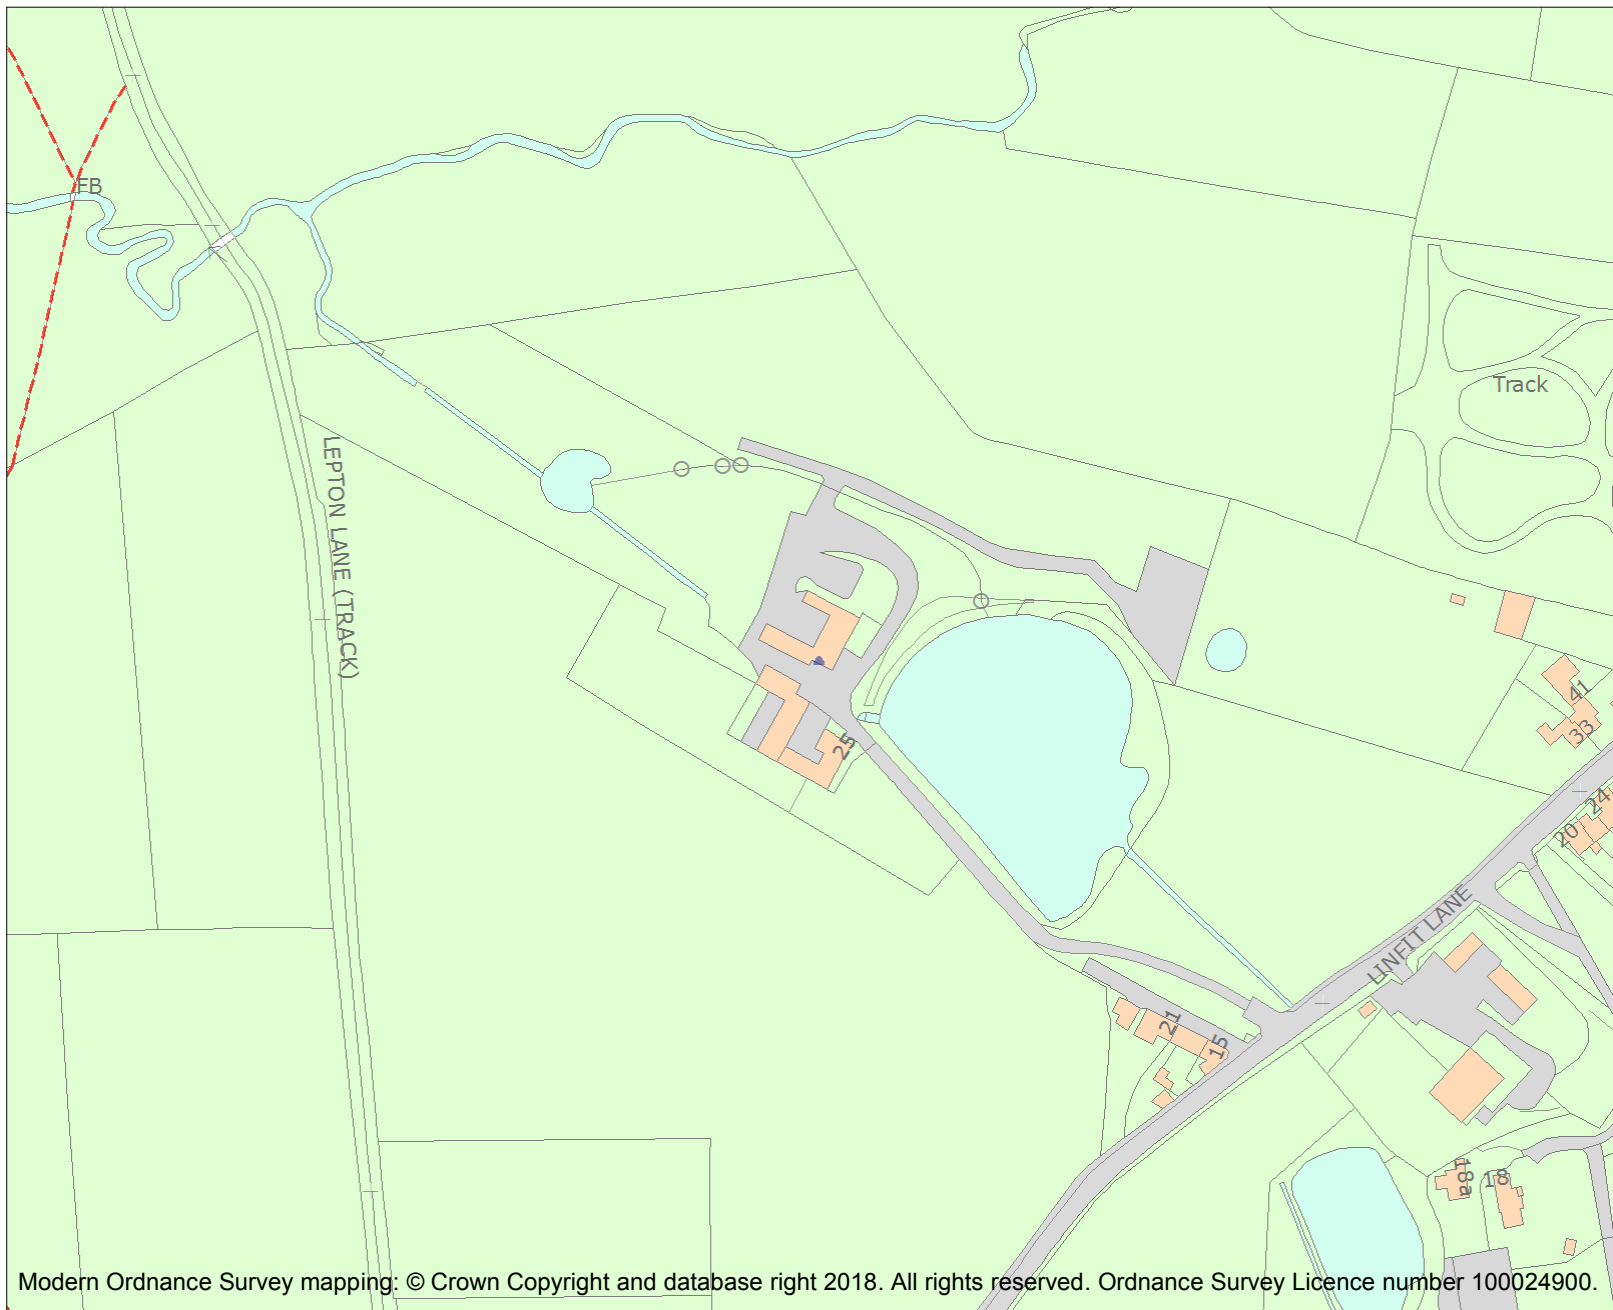 FB
Track
LEPTON LANE (TRACK)
41
33
25
24
20
LINFIT LANE
21
15
18a
18
Modern Ordnance Survey mapping: © Crown Copyright and database right 2018. All rights reserved. Ordnance Survey Licence number 100024900.